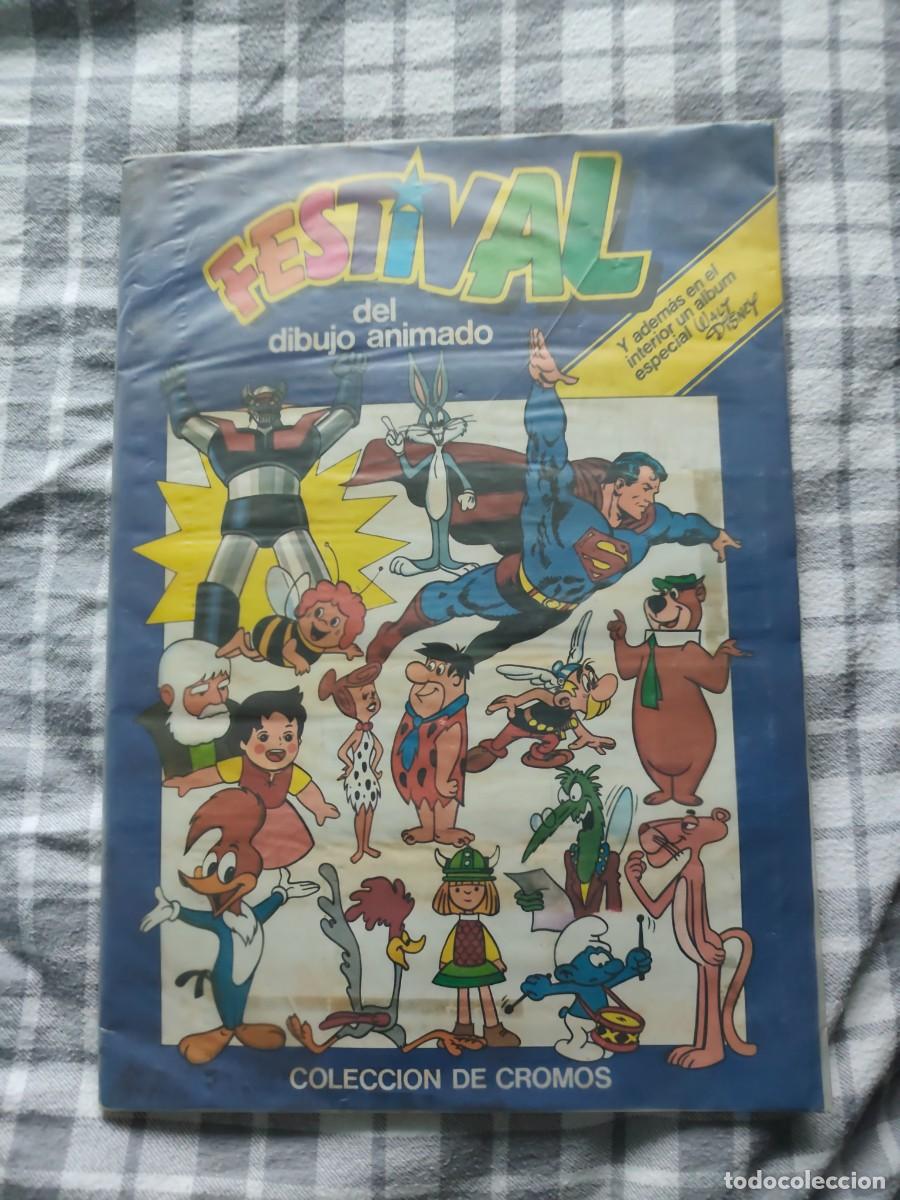 FESTIVAL
del
dibujo animado
Y además en el
interior un album
especial WALT
DISNEY
S
COLECCION DE CROMOS
todocoleccion